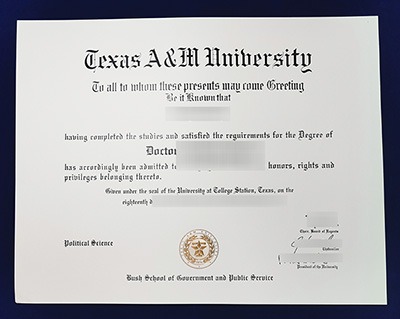 Texas A&M University
To all to whom these presents may come Greeting
Be it Known that
having completed the studies and satisfied the requirements for the Degree of
Doctor
has accordingly been admitted to honors, rights and
privileges belonging thereto.
Given under the seal of the University at College Station, Texas, on the
eighteenth d
Chair, Board of Regents
Political Science
President of the University
Bush School of Government and Public Service